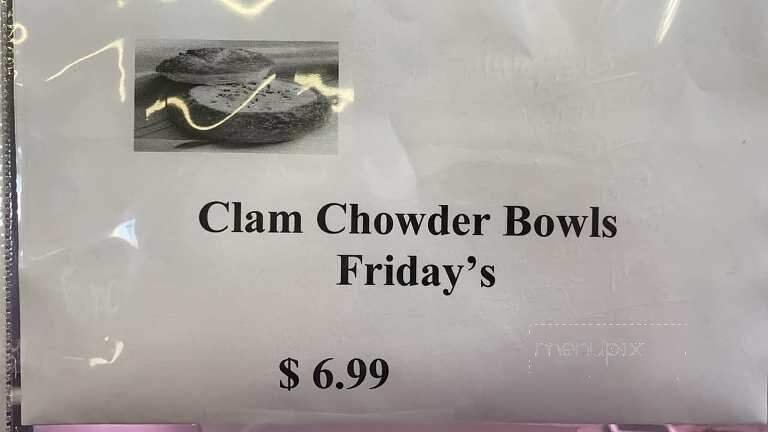 Clam Chowder Bowls
Friday’s
menupix
$ 6.99